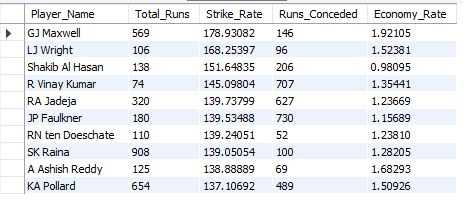 Player_Name Total_Runs Strike_Rate Runs_Conceded Economy_Rate
GJ Maxwell 569 178.93082 146 1.92105
LJ Wright 106 168.25397 96 1.52381
Shakib Al Hasan 138 151.64835 206 0.98095
R Vinay Kumar 74 145.09804 707 1.35441
RA Jadeja 320 139.73799 627 1.23669
JP Faulkner 180 139.53488 730 1.15689
RN ten Doeschate 110 139.24051 52 1.23810
SK Raina 908 139.05054 100 1.28205
A Ashish Reddy 125 138.88889 69 1.68293
KA Pollard 654 137.10692 489 1.50926